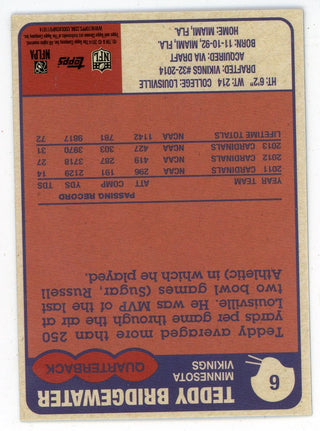 6
TEDDY BRIDGEWATER
MINNESOTA
VIKINGS
QUARTERBACK
Teddy averaged more than 250
yards per game through the air at
Louisville. He was MVP of the last
two bowl games (Sugar, Russell
Athletic) in which he played.
PASSING RECORD
YEAR TEAM ATT COMP YDS TDS
2011 CARDINALS NCAA 296 191 2129 14
2012 CARDINALS NCAA 419 287 3718 27
2013 CARDINALS NCAA 427 303 3970 31
LIFETIME TOTALS NCAA 1142 781 9817 72
HT: 6'2" WT: 214 COLLEGE: LOUISVILLE
DRAFTED: VIKINGS #32-2014
ACQUIRED: VIA DRAFT
BORN: 11-10-92 MIAMI, FLA.
HOME: MIAMI, FLA.
topps
NFL
NFLPA